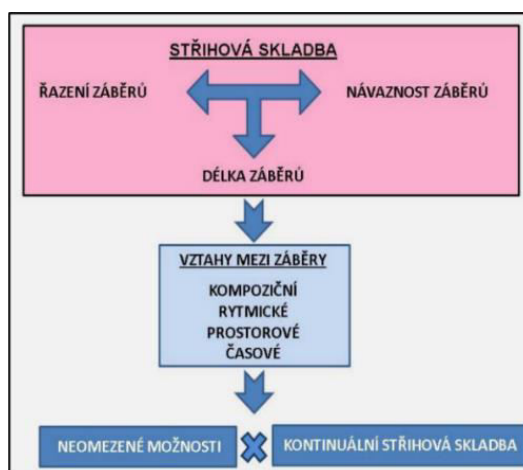 STŘIHOVÁ SKLADBA
ŘAZENÍ ZÁBĚRŮ
NÁVAZNOST ZÁBĚRŮ
DÉLKA ZÁBĚRŮ
VZTAHY MEZI ZÁBĚRY
KOMPOZIČNÍ
RYTMICKÉ
PROSTOROVÉ
ČASOVÉ
NEOMEZENÉ MOŽNOSTI
KONTINUÁLNÍ STŘIHOVÁ SKLADBA